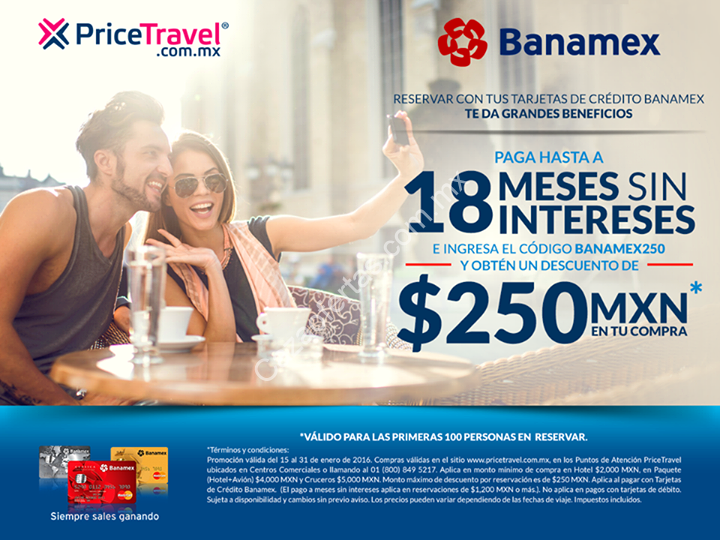 PriceTravel®
.com.mx
Banamex
RESERVAR CON TUS TARJETAS DE CRÉDITO BANAMEX
TE DA GRANDES BENEFICIOS
PAGA HASTA A
18 MESES SIN
INTERESES
E INGRESA EL CÓDIGO BANAMEX250
Y OBTÉN UN DESCUENTO DE
$250 MXN*
EN TU COMPRA
*VÁLIDO PARA LAS PRIMERAS 100 PERSONAS EN RESERVAR.
*Términos y condiciones:
Promoción válida del 15 al 31 de enero de 2016. Compras válidas en el sitio www.pricetravel.com.mx, en los Puntos de Atención PriceTravel
ubicados en Centros Comerciales o llamando al 01 (800) 849 5217. Aplica en monto mínimo de compra en Hotel $2,000 MXN, en Paquete
(Hotel+Avión) $4,000 MXN y Cruceros $5,000 MXN. Monto máximo de descuento por reservación es de $250 MXN. Aplica al pagar con Tarjetas
de Crédito Banamex. (El pago a meses sin intereses aplica en reservaciones de $1,200 MXN o más.). No aplica en pagos con tarjetas de débito.
Sujeta a disponibilidad y cambios sin previo aviso. Los precios pueden variar dependiendo de las fechas de viaje. Impuestos incluidos.
Banamex
Banamex
Banamex
Siempre sales ganando